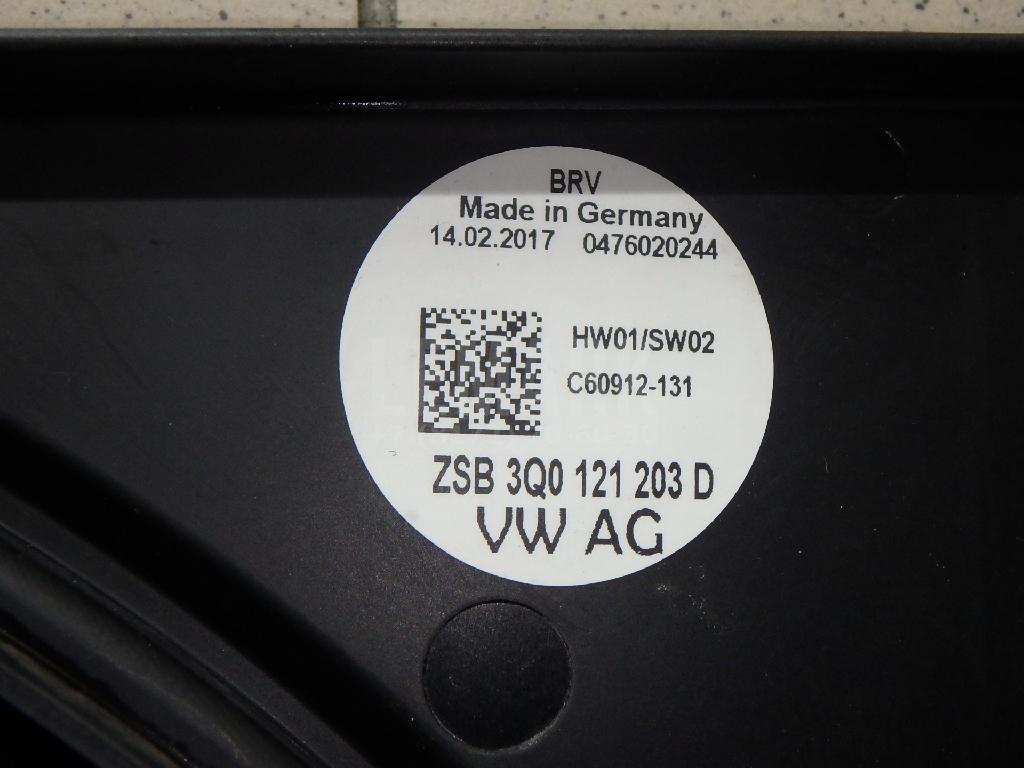 BRV
Made in Germany
14.02.2017 0476020244
HW01/SW02
C60912-131
ZSB 3Q0 121 203 D
VW AG